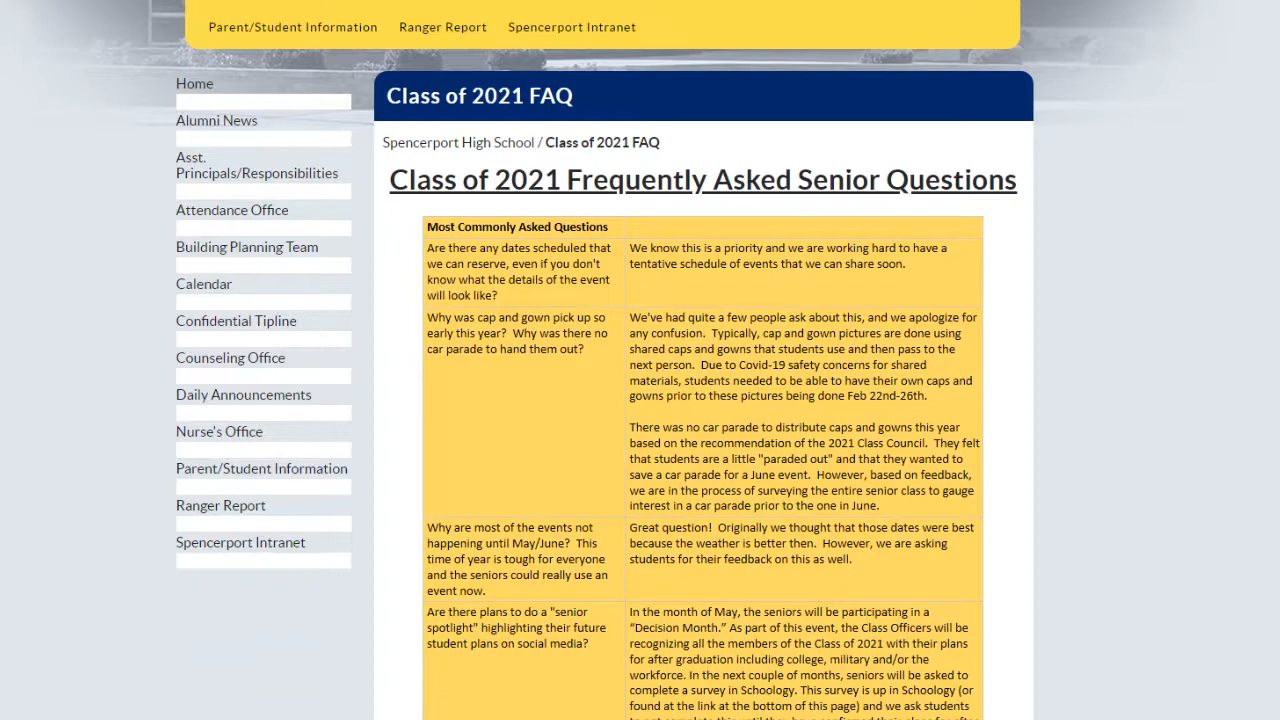 Parent/Student Information Ranger Report Spencerport Intranet
Home
Alumni News
Asst.
Principals/Responsibilities
Attendance Office
Building Planning Team
Calendar
Confidential Tipline
Counseling Office
Daily Announcements
Nurse's Office
Parent/Student Information
Ranger Report
Spencerport Intranet
Class of 2021 FAQ
Spencerport High School / Class of 2021 FAQ
Class of 2021 Frequently Asked Senior Questions
Most Commonly Asked Questions
Are there any dates scheduled that
we can reserve, even if you don't
know what the details of the event
will look like?
We know this is a priority and we are working hard to have a
tentative schedule of events that we can share soon.
Why was cap and gown pick up so
early this year?  Why was there no
car parade to hand them out?
We've had quite a few people ask about this, and we apologize for
any confusion.  Typically, cap and gown pictures are done using
shared caps and gowns that students use and then pass to the
next person.  Due to Covid-19 safety concerns for shared
materials, students needed to be able to have their own caps and
gowns prior to these pictures being done Feb 22nd-26th.
There was no car parade to distribute caps and gowns this year
based on the recommendation of the 2021 Class Council.  They felt
that students are a little "paraded out" and that they wanted to
save a car parade for a June event.  However, based on feedback,
we are in the process of surveying the entire senior class to gauge
interest in a car parade prior to the one in June.
Why are most of the events not
happening until May/June?  This
time of year is tough for everyone
and the seniors could really use an
event now.
Great question!  Originally we thought that those dates were best
because the weather is better then.  However, we are asking
students for their feedback on this as well.
Are there plans to do a "senior
spotlight" highlighting their future
student plans on social media?
In the month of May, the seniors will be participating in a
“Decision Month.” As part of this event, the Class Officers will be
recognizing all the members of the Class of 2021 with their plans
for after graduation including college, military and/or the
workforce. In the next couple of months, seniors will be asked to
complete a survey in Schoology. This survey is up in Schoology (or
found at the link at the bottom of this page) and we ask students